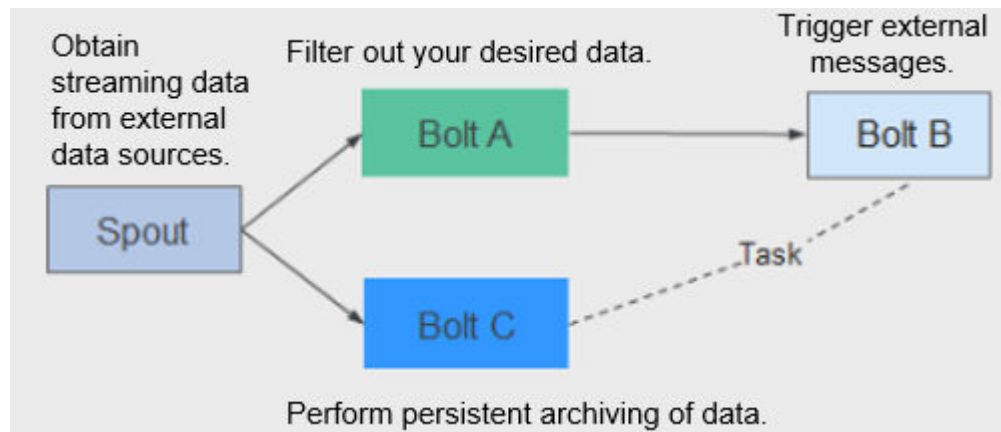 Obtain
streaming data
from external
data sources.
Filter out your desired data.
Trigger external
messages.
Spout
Bolt A
Bolt B
Task
Bolt C
Perform persistent archiving of data.